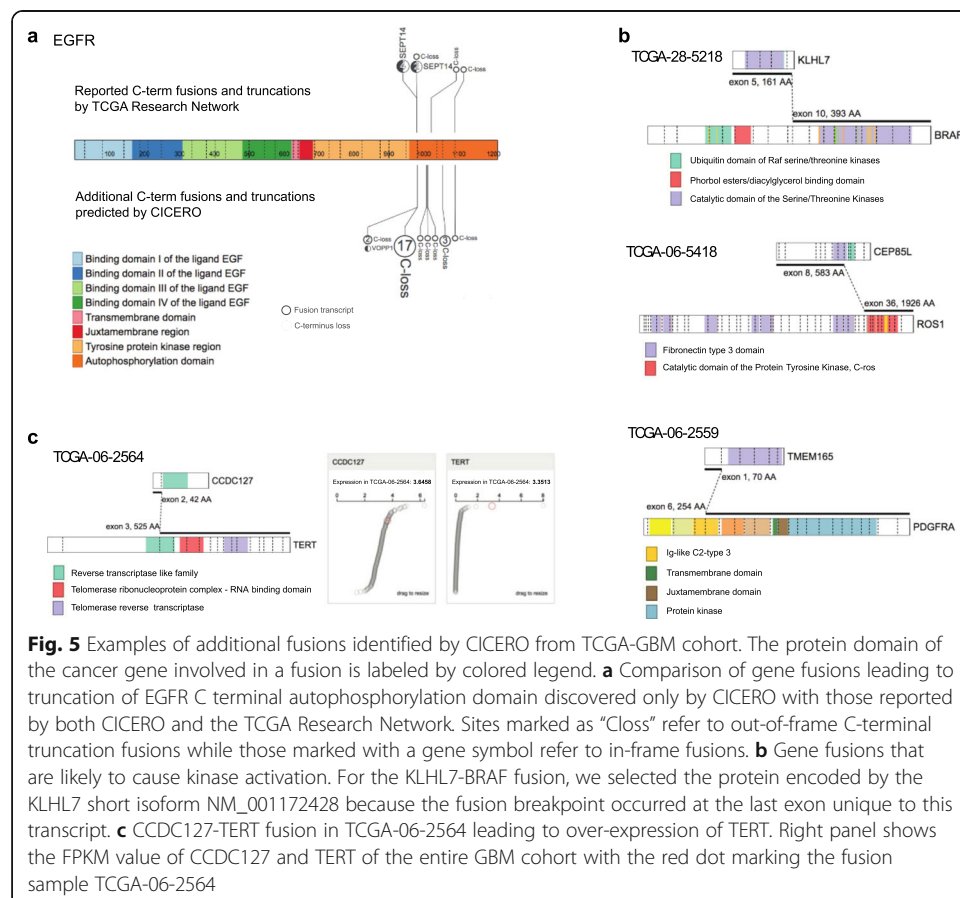 a EGFR
Reported C-term fusions and truncations
by TCGA Research Network
SEPT14
C-loss
SEPT14
C-loss
C-loss
100 200 300 400 500 600 700 800 900 1000 1100 1200
Additional C-term fusions and truncations
predicted by CICERO
2 C-loss
VOPP1
17
C-loss
C-loss
C-loss
C-loss
3
C-loss
C-loss
Binding domain I of the ligand EGF
Binding domain II of the ligand EGF
Binding domain III of the ligand EGF
Binding domain IV of the ligand EGF
Transmembrane domain
Juxtamembrane region
Tyrosine protein kinase region
Autophosphorylation domain
Fusion transcript
C-terminus loss
b
TCGA-28-5218
KLHL7
exon 5, 161 AA
exon 10, 393 AA
BRAF
Ubiquitin domain of Raf serine/threonine kinases
Phorbol esters/diacylglycerol binding domain
Catalytic domain of the Serine/Threonine Kinases
TCGA-06-5418
CEP85L
exon 8, 583 AA
exon 36, 1926 AA
ROS1
Fibronectin type 3 domain
Catalytic domain of the Protein Tyrosine Kinase, C-ros
TCGA-06-2559
TMEM165
exon 1, 70 AA
exon 6, 254 AA
PDGFRA
Ig-like C2-type 3
Transmembrane domain
Juxtamembrane domain
Protein kinase
c
TCGA-06-2564
CCDC127
exon 2, 42 AA
exon 3, 525 AA
TERT
Reverse transcriptase like family
Telomerase ribonucleoprotein complex - RNA binding domain
Telomerase reverse transcriptase
CCDC127
Expression in TCGA-06-2564: 3.6458
0 2 4 6
drag to resize
TERT
Expression in TCGA-06-2564: 3.3513
0 2 4 6 8
drag to resize
Fig. 5 Examples of additional fusions identified by CICERO from TCGA-GBM cohort. The protein domain of
the cancer gene involved in a fusion is labeled by colored legend. a Comparison of gene fusions leading to
truncation of EGFR C terminal autophosphorylation domain discovered only by CICERO with those reported
by both CICERO and the TCGA Research Network. Sites marked as “Closs” refer to out-of-frame C-terminal
truncation fusions while those marked with a gene symbol refer to in-frame fusions. b Gene fusions that
are likely to cause kinase activation. For the KLHL7-BRAF fusion, we selected the protein encoded by the
KLHL7 short isoform NM_001172428 because the fusion breakpoint occurred at the last exon unique to this
transcript. c CCDC127-TERT fusion in TCGA-06-2564 leading to over-expression of TERT. Right panel shows
the FPKM value of CCDC127 and TERT of the entire GBM cohort with the red dot marking the fusion
sample TCGA-06-2564